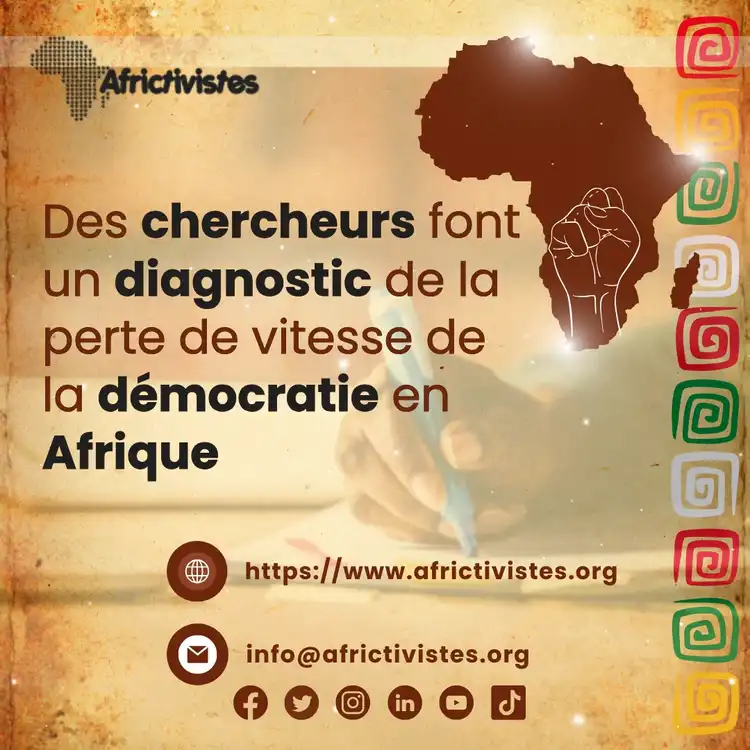 Africtivistes
Des chercheurs font
un diagnostic de la
perte de vitesse de
la démocratie en
Afrique
https://www.africtivistes.org
info@africtivistes.org